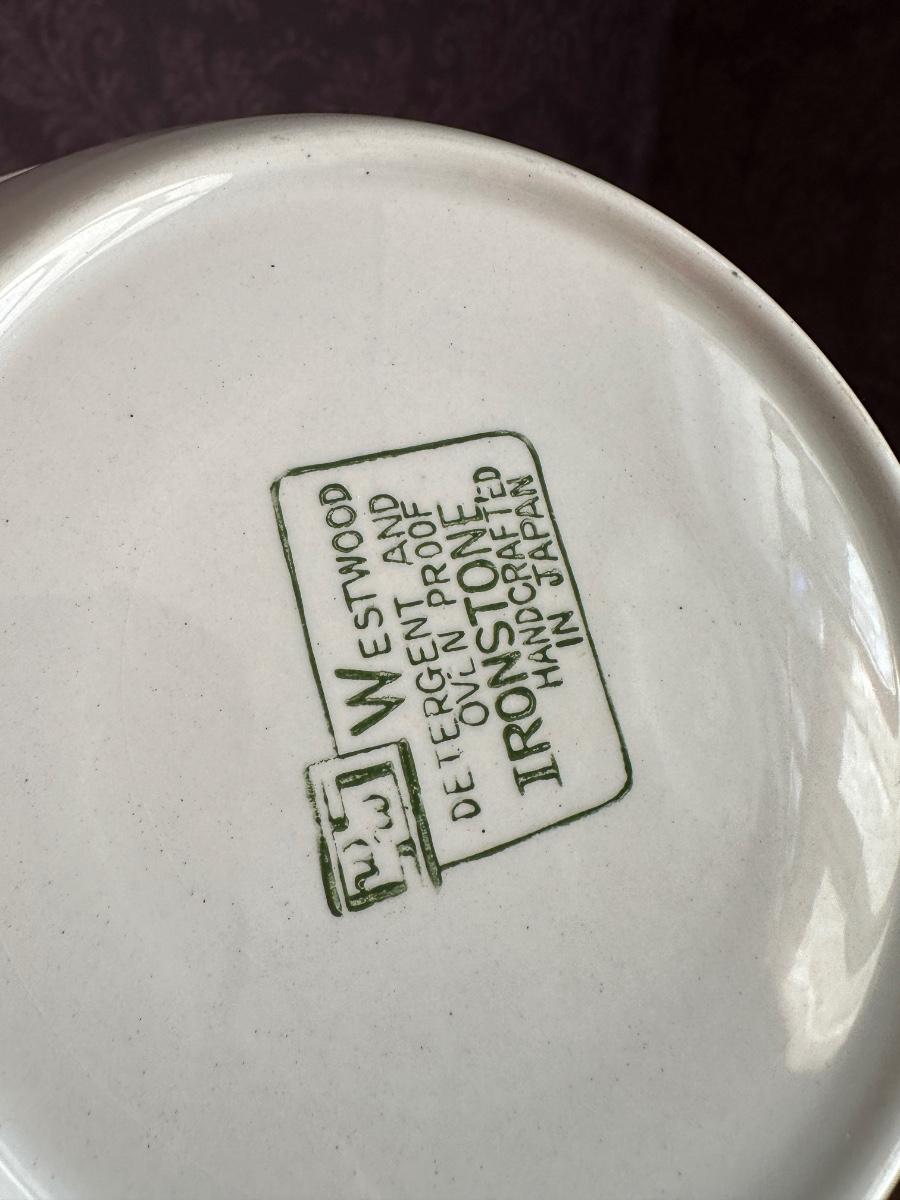 WESTWOOD
DETERGENT AND
OVEN PROOF
IRONSTONE
HANDCRAFTED
IN JAPAN